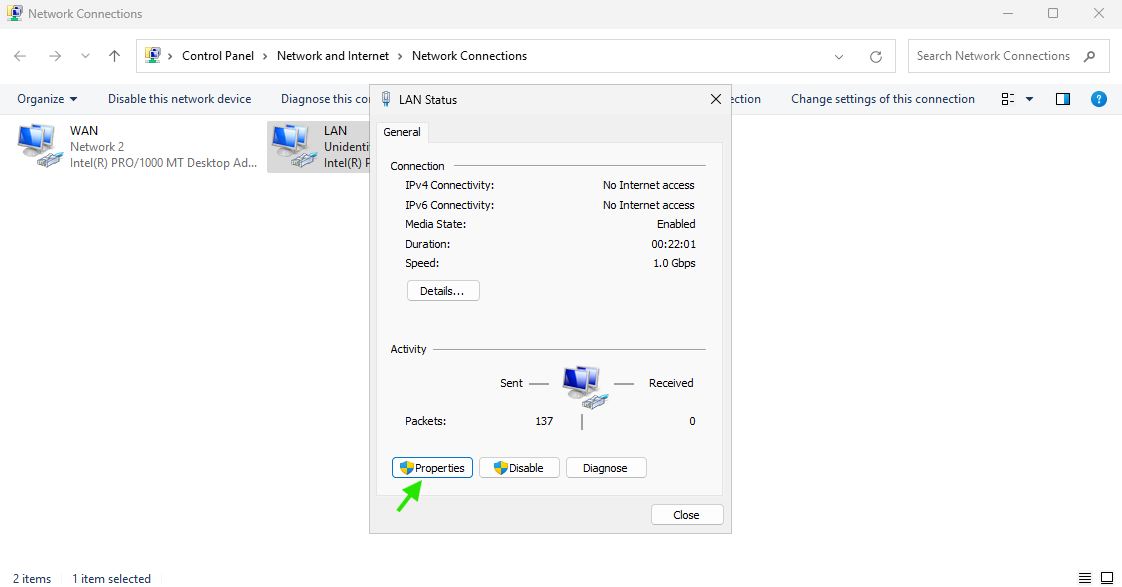 Network Connections
Control Panel > Network and Internet > Network Connections
Search Network Connections
Organize
Disable this network device
Diagnose this co
ection
Change settings of this connection
?
WAN
Network 2
Intel(R) PRO/1000 MT Desktop Ad...
LAN
Unidenti
Intel(R) P
LAN Status
General
Connection
IPv4 Connectivity: No Internet access
IPv6 Connectivity: No Internet access
Media State: Enabled
Duration: 00:22:01
Speed: 1.0 Gbps
Details...
Activity
Sent
Received
Packets: 137 0
Properties
Disable
Diagnose
Close
2 items
1 item selected